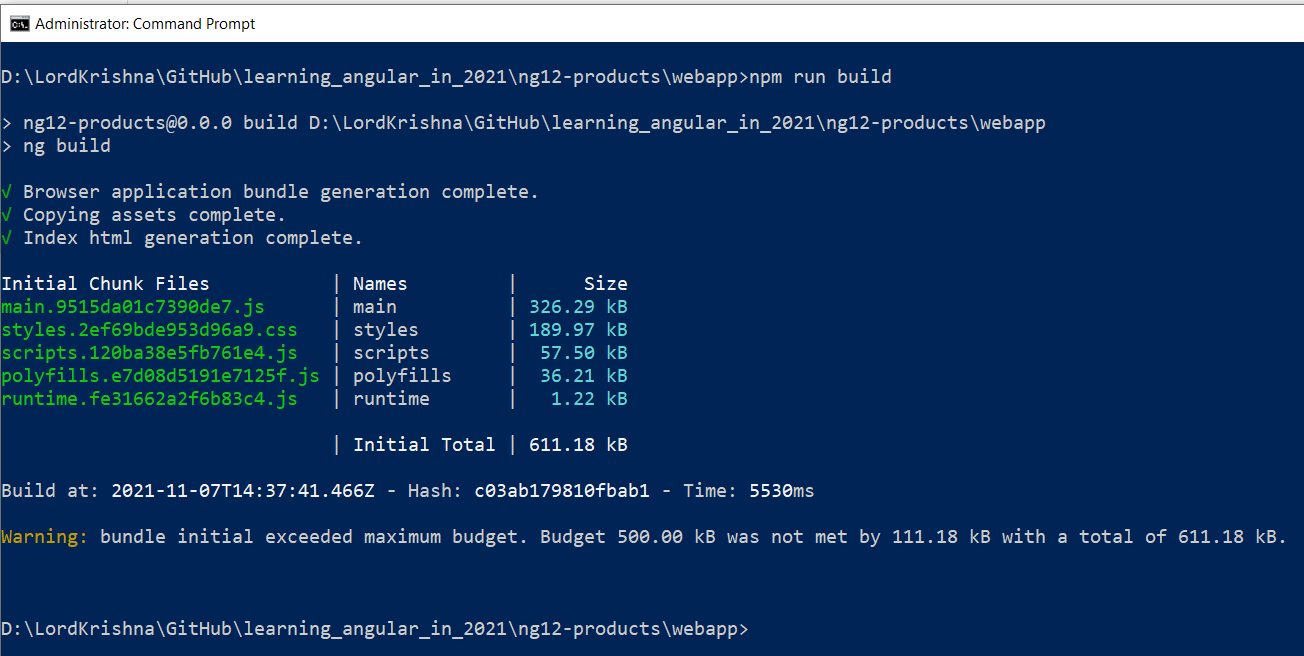 Administrator: Command Prompt
D:\LordKrishna\GitHub\learning_angular_in_2021\ng12-products\webapp>npm run build
> ng12-products@0.0.0 build D:\LordKrishna\GitHub\learning_angular_in_2021\ng12-products\webapp
> ng build
√ Browser application bundle generation complete.
√ Copying assets complete.
√ Index html generation complete.
Initial Chunk Files | Names | Size
main.9515da01c7390de7.js | main | 326.29 kB
styles.2ef69bde953d96a9.css | styles | 189.97 kB
scripts.120ba38e5fb761e4.js | scripts | 57.50 kB
polyfills.e7d08d5191e7125f.js | polyfills | 36.21 kB
runtime.fe31662a2f6b83c4.js | runtime | 1.22 kB
| Initial Total | 611.18 kB
Build at: 2021-11-07T14:37:41.466Z - Hash: c03ab179810fbab1 - Time: 5530ms
Warning: bundle initial exceeded maximum budget. Budget 500.00 kB was not met by 111.18 kB with a total of 611.18 kB.
D:\LordKrishna\GitHub\learning_angular_in_2021\ng12-products\webapp>